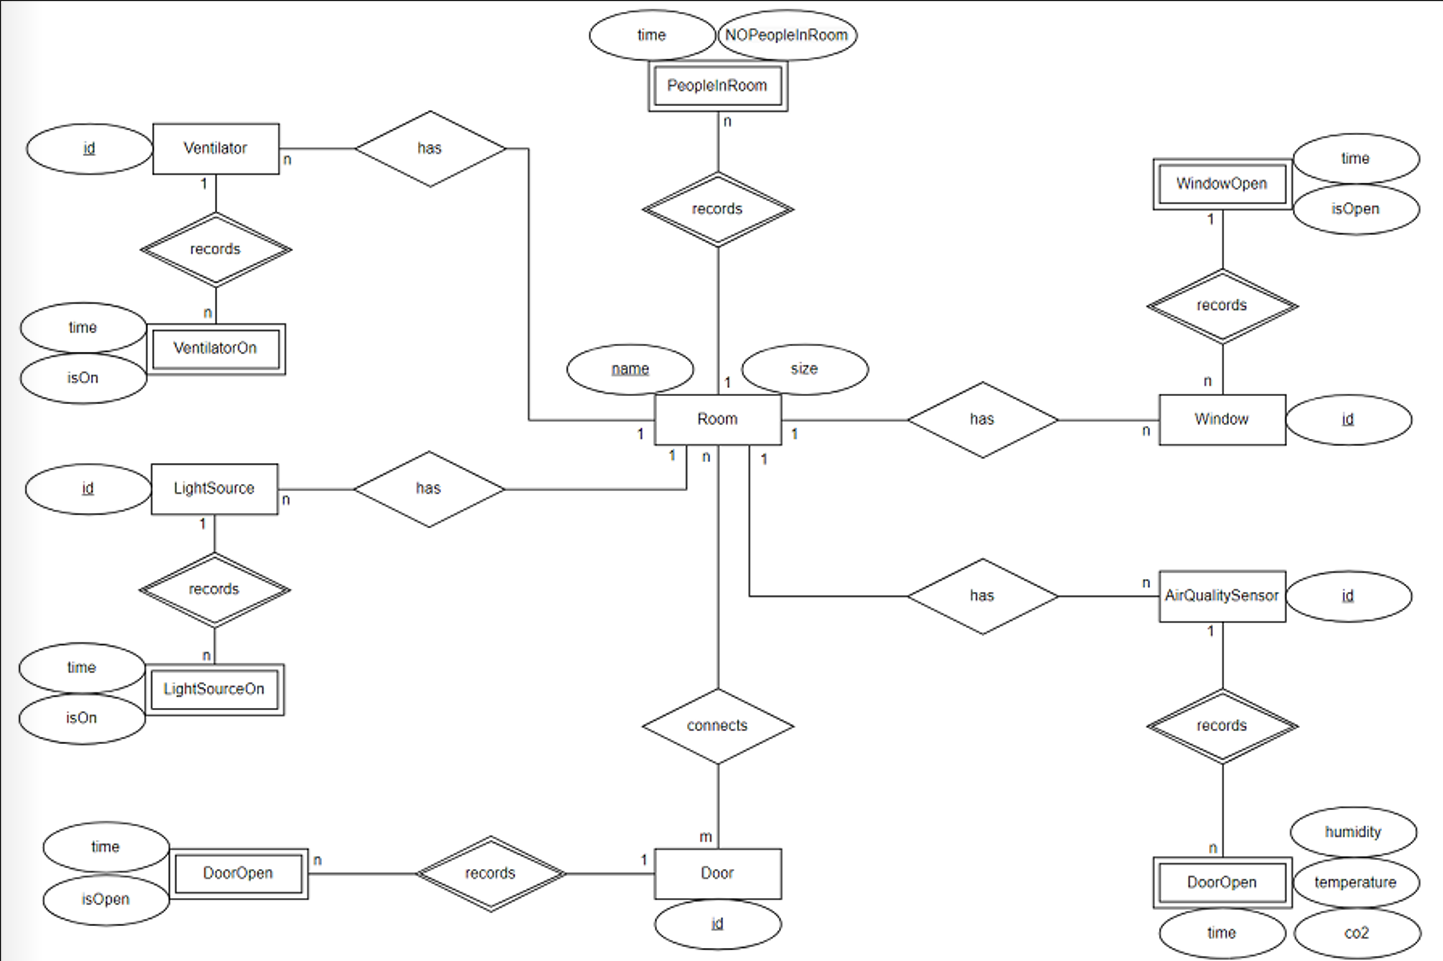 time
NOPeopleInRoom
PeopleInRoom
n
id
Ventilator
n
has
1
records
n
time
VentilatorOn
isOn
records
1
time
WindowOpen
isOpen
1
records
n
name
size
Room
1
1
has
n
Window
id
1
n
1
id
LightSource
n
has
1
records
n
time
LightSourceOn
isOn
has
n
AirQualitySensor
id
1
records
n
connects
m
time
DoorOpen
n
records
1
Door
isOpen
id
humidity
DoorOpen
temperature
time
co2